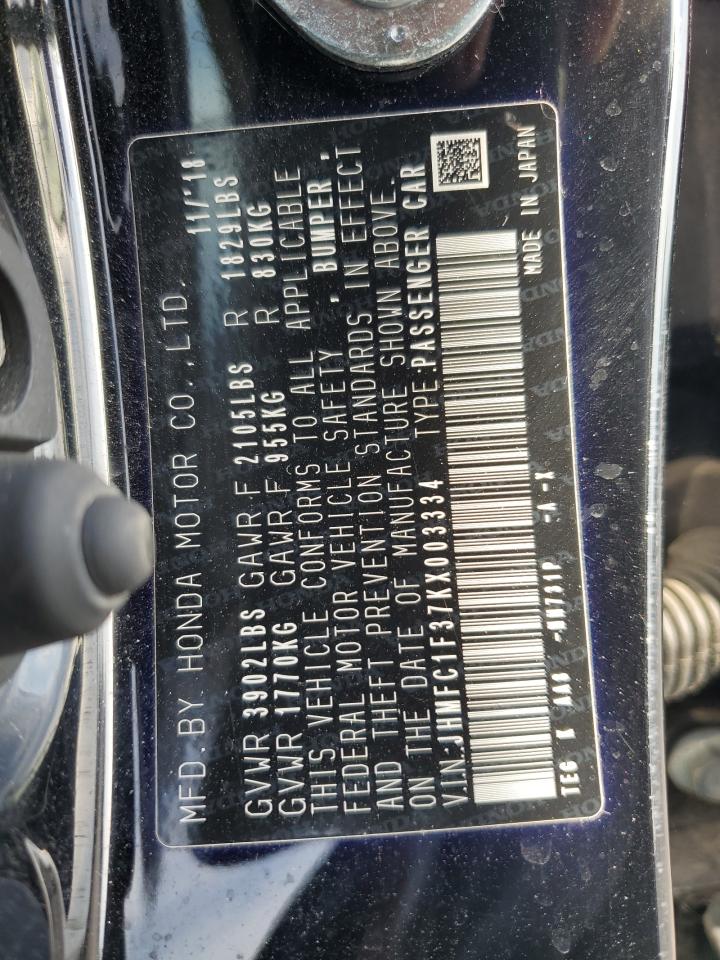 MFD.BY HONDA MOTOR CO.,LTD. 11/'18
GVWR 3902LBS GAWR F 2105LBS R 1829LBS
GVWR 1770KG GAWR F 955KG R 830KG
THIS VEHICLE CONFORMS TO ALL APPLICABLE
FEDERAL MOTOR VEHICLE SAFETY, BUMPER,
AND THEFT PREVENTION STANDARDS IN EFFECT
ON THE DATE OF MANUFACTURE SHOWN ABOVE.
V.I.N:JHMFC1F37KX003334 TYPE:PASSENGER CAR
TEG K -A-X
MADE IN JAPAN